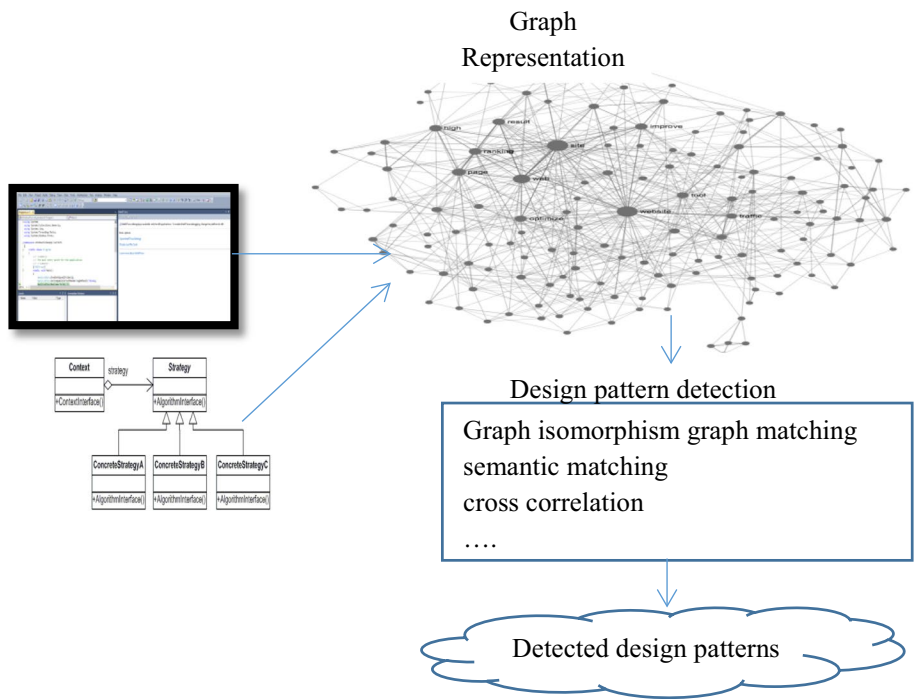 Graph
Representation
high
result
improve
site
ranking
page
web
tool
optimize
website
traffic
Context
strategy
Strategy
+ContextInterface()
+AlgorithmInterface()
ConcreteStrategyA
ConcreteStrategyB
ConcreteStrategyC
+AlgorithmInterface()
+AlgorithmInterface()
+AlgorithmInterface()
Design pattern detection
Graph isomorphism graph matching
semantic matching
cross correlation
….
Detected design patterns